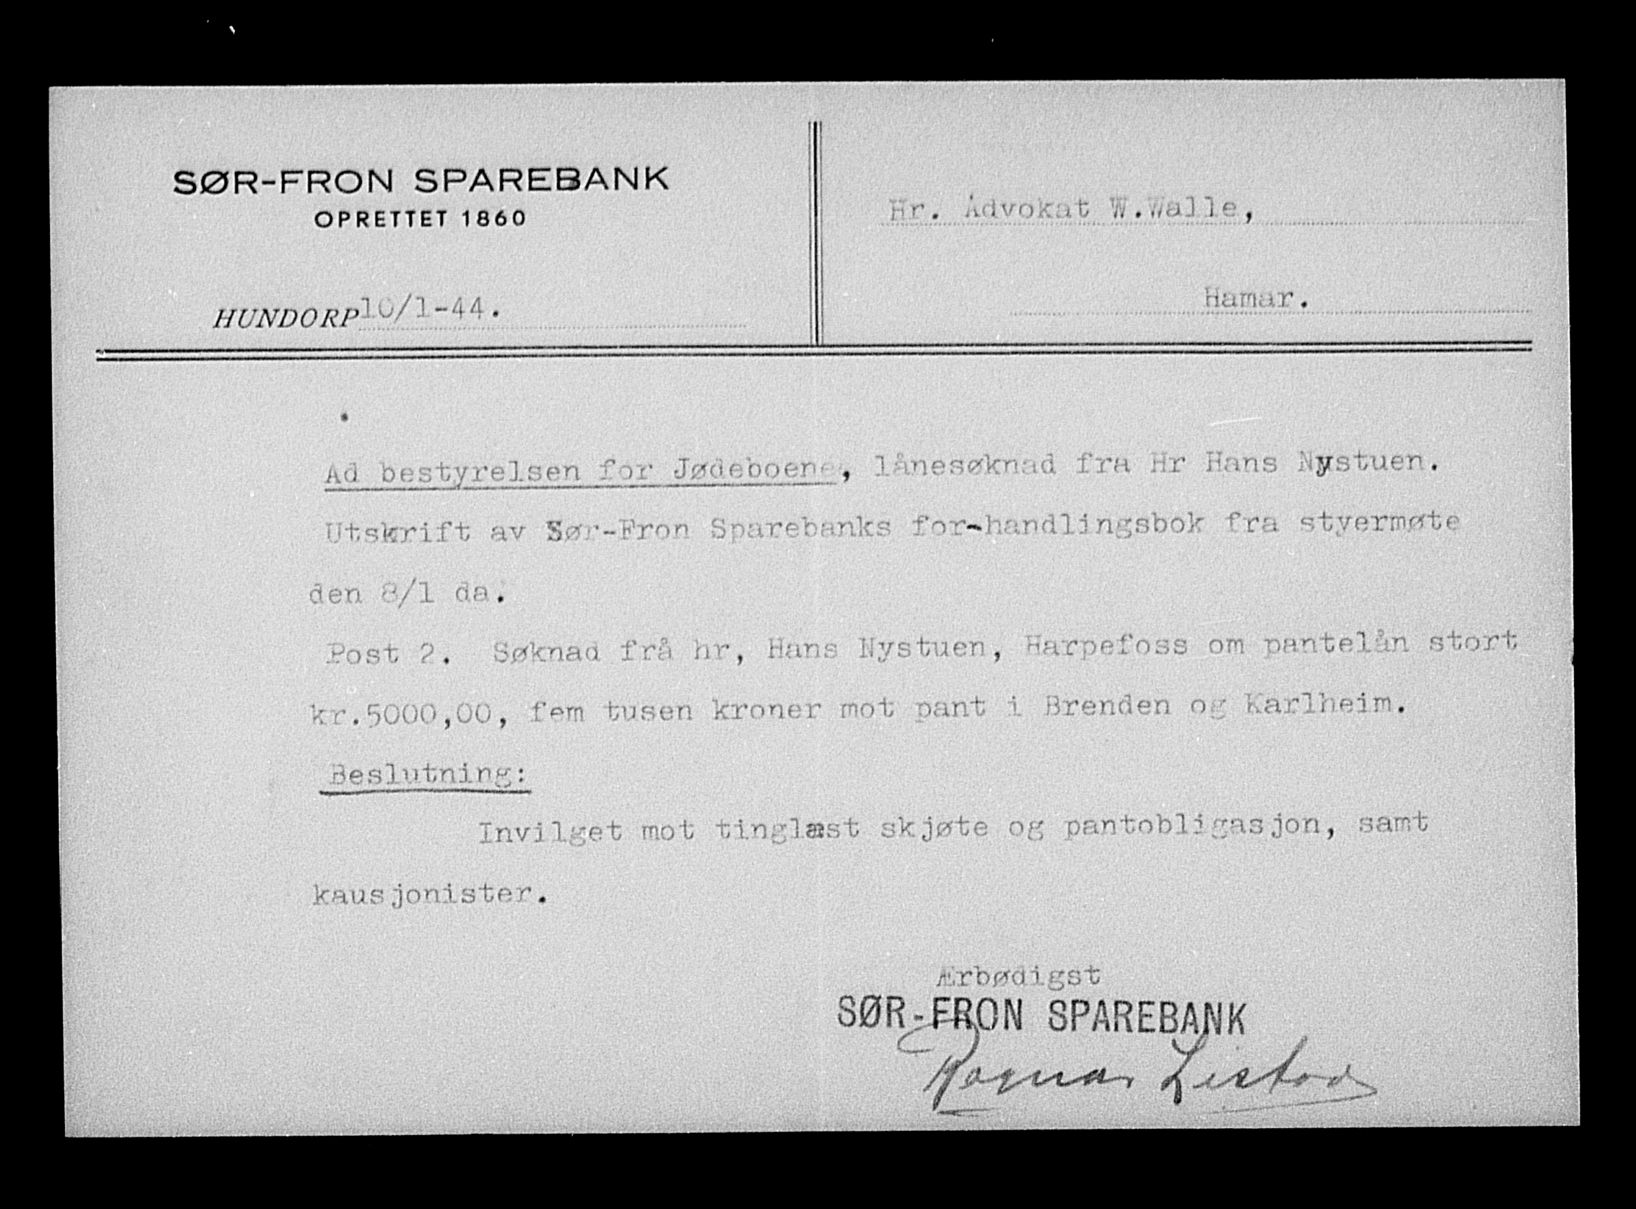 SØR-FRON SPAREBANK
OPRETTET 1860
HUNDORP 10/1-44.
Hr. Advokat W.Walle,
Hamar.
Ad bestyrelsen for Jødeboene, lånesøknad fra Hr Hans Nystuen.
Utskrift av Sør-Fron Sparebanks for-handlingsbok fra styermøte
den 8/1 da.
Post 2. Søknad frå hr, Hans Nystuen, Harpefoss om pantelån stort
kr.5000,00, fem tusen kroner mot pant i Brenden og Karlheim.
Beslutning:
Invilget mot tinglæst skjøte og pantobligasjon, samt
kausjonister.
Ærbødigst
SØR-FRON SPAREBANK
Ragnar Listad